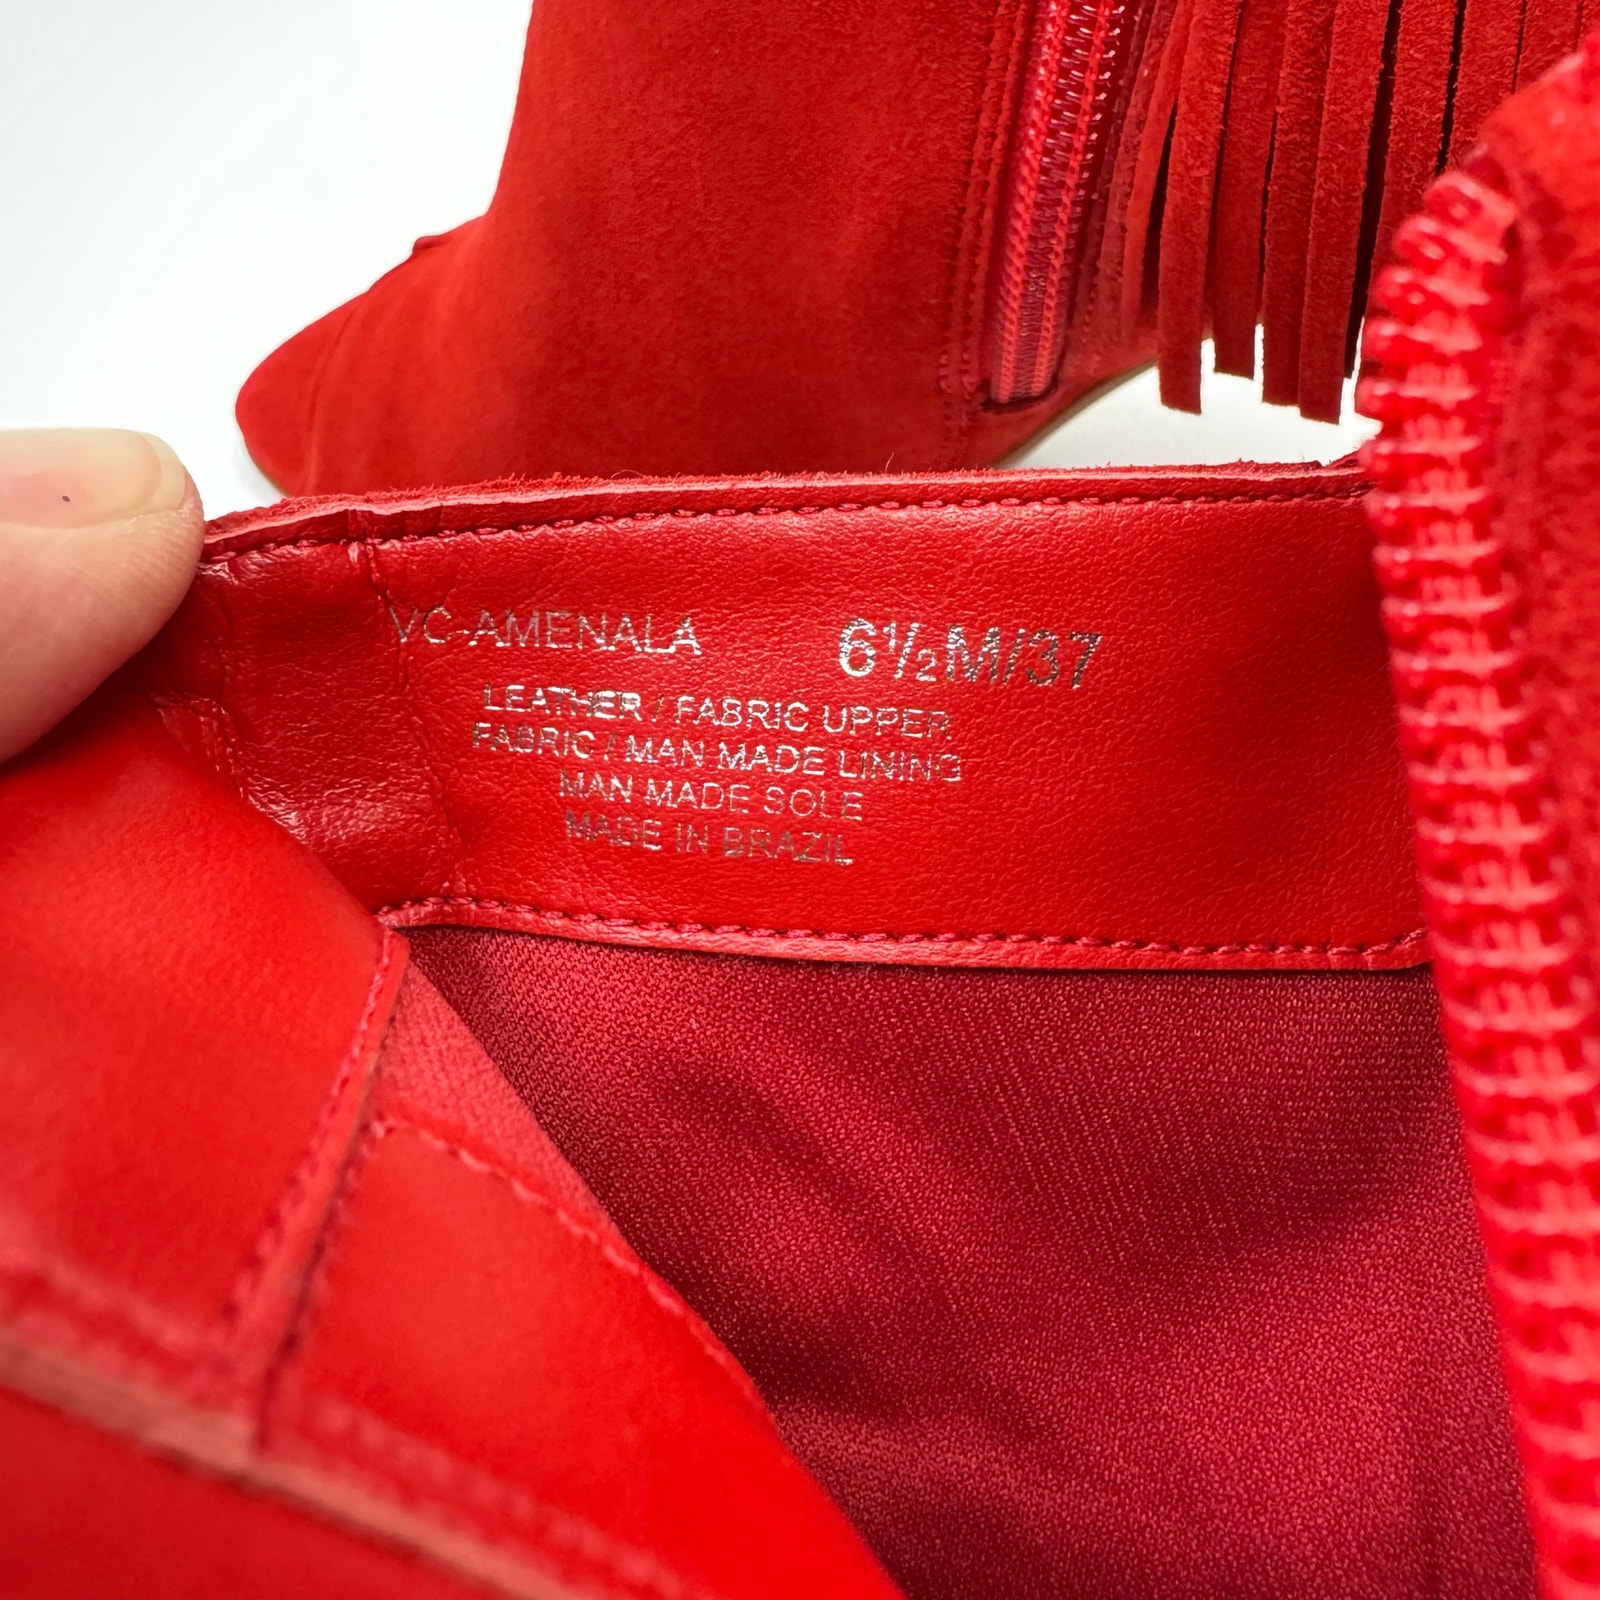 VC-AMENALA 6½M/37
LEATHER / FABRIC UPPER
FABRIC / MAN MADE LINING
MAN MADE SOLE
MADE IN BRAZIL